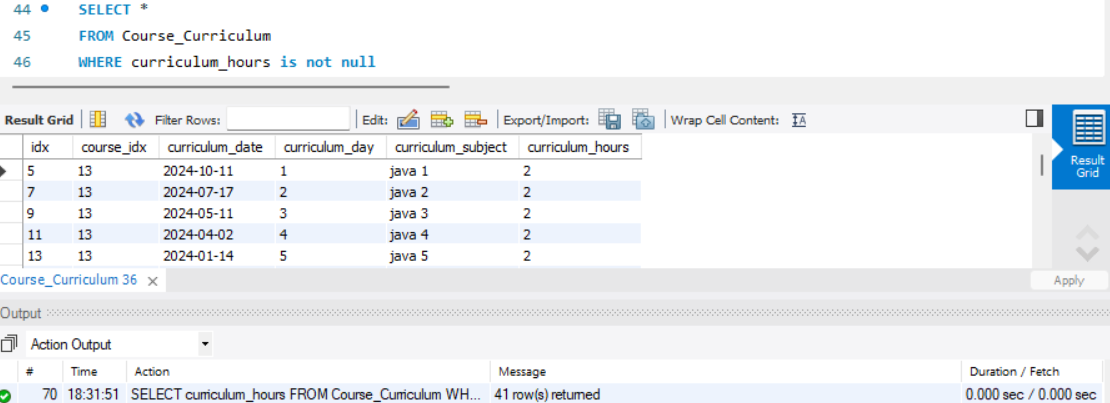 44 SELECT *
45 FROM Course_Curriculum
46 WHERE curriculum_hours is not null
Result Grid Filter Rows: Edit: Export/Import: Wrap Cell Content:
idx course_idx curriculum_date curriculum_day curriculum_subject curriculum_hours
5 13 2024-10-11 1 java 1 2
7 13 2024-07-17 2 java 2 2
9 13 2024-05-11 3 java 3 2
11 13 2024-04-02 4 java 4 2
13 13 2024-01-14 5 java 5 2
Result
Grid
Course_Curriculum 36
Apply
Output
Action Output
# Time Action Message Duration / Fetch
70 18:31:51 SELECT curriculum_hours FROM Course_Curriculum WH... 41 row(s) returned 0.000 sec / 0.000 sec